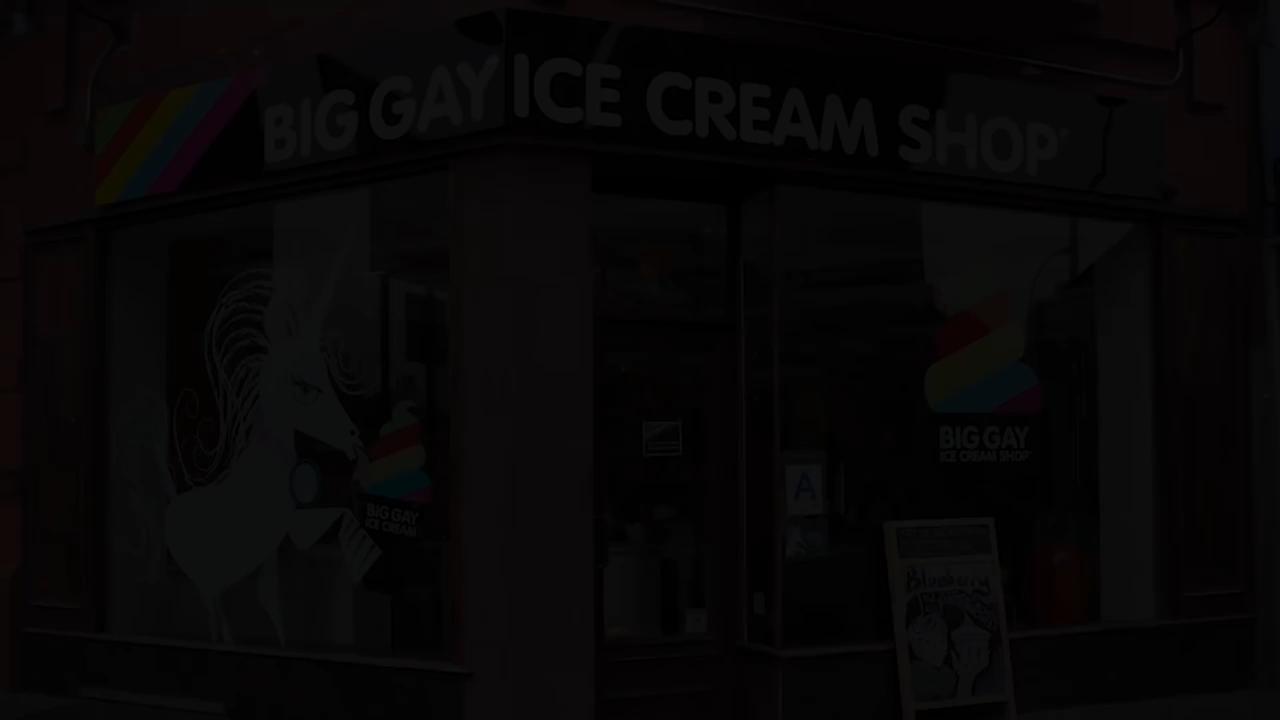 BIG GAY ICE CREAM SHOP
BIG GAY
ICE CREAM
BIG GAY
ICE CREAM SHOP
A
Blueberry